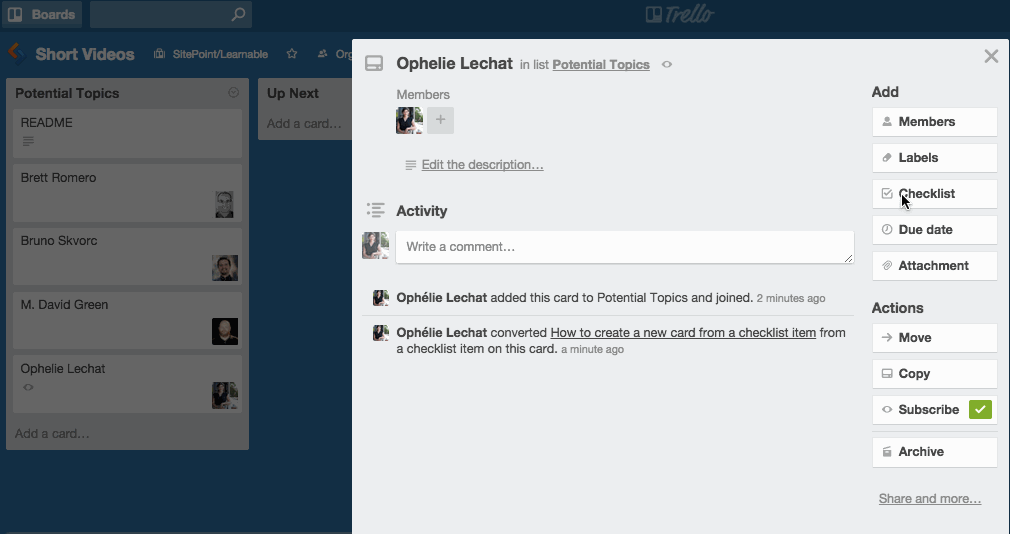 Boards
Trello
Short Videos
SitePoint/Learnable
Org
Potential Topics
README
Brett Romero
Bruno Skvorc
M. David Green
Ophelie Lechat
Add a card…
Up Next
Add a card…
Ophelie Lechat in list Potential Topics
Members
+
Edit the description…
Activity
Write a comment…
Ophélie Lechat added this card to Potential Topics and joined. 2 minutes ago
Ophélie Lechat converted How to create a new card from a checklist item from
a checklist item on this card. a minute ago
Add
Members
Labels
Checklist
Due date
Attachment
Actions
Move
Copy
Subscribe
Archive
Share and more…